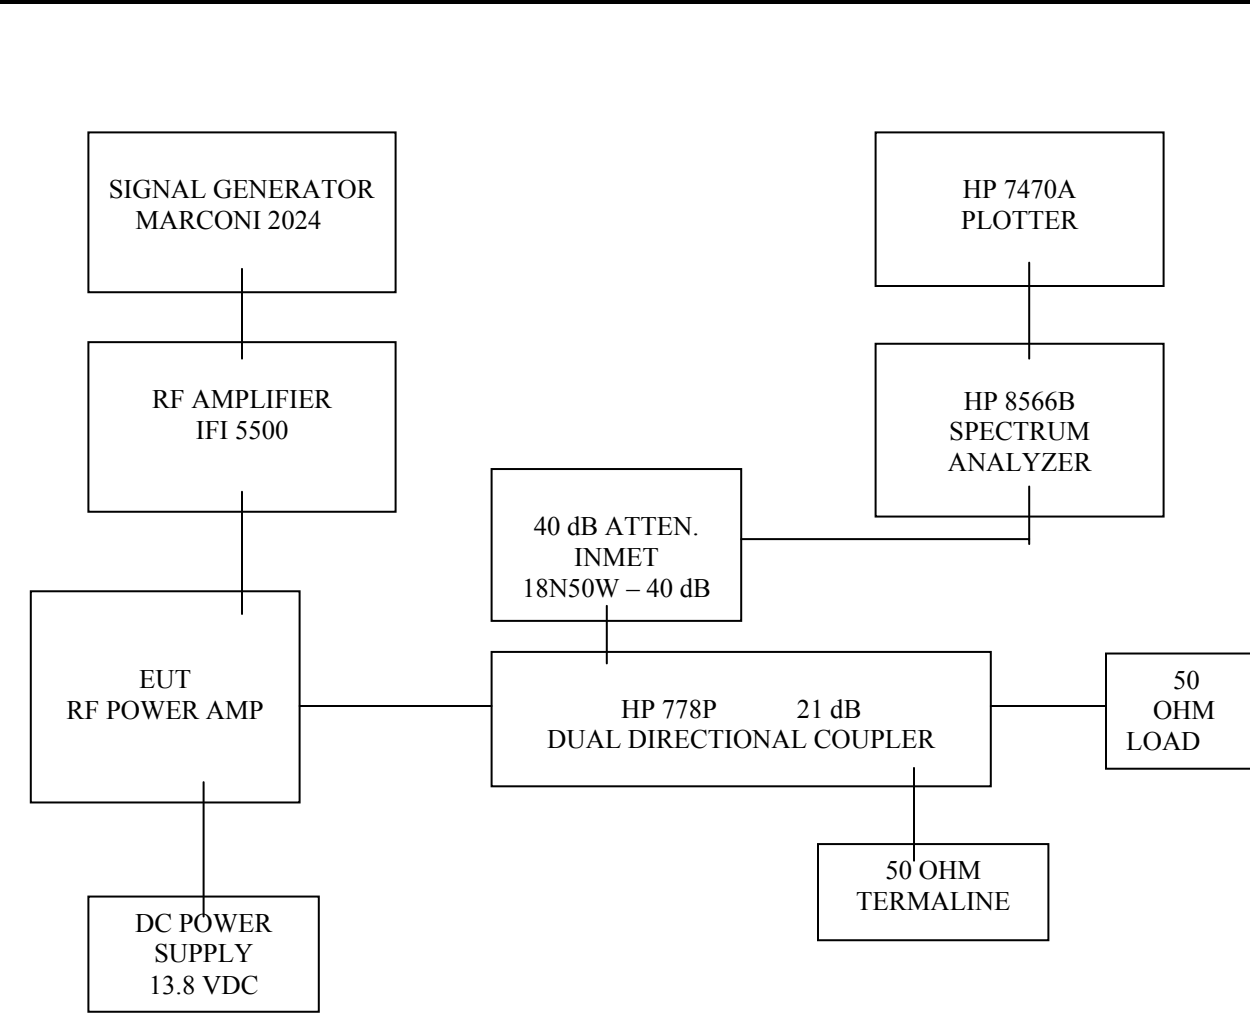 SIGNAL GENERATOR
MARCONI 2024
HP 7470A
PLOTTER
RF AMPLIFIER
IFI 5500
HP 8566B
SPECTRUM
ANALYZER
40 dB ATTEN.
INMET
18N50W – 40 dB
EUT
RF POWER AMP
HP 778P 21 dB
DUAL DIRECTIONAL COUPLER
50
OHM
LOAD
50 OHM
TERMALINE
DC POWER
SUPPLY
13.8 VDC